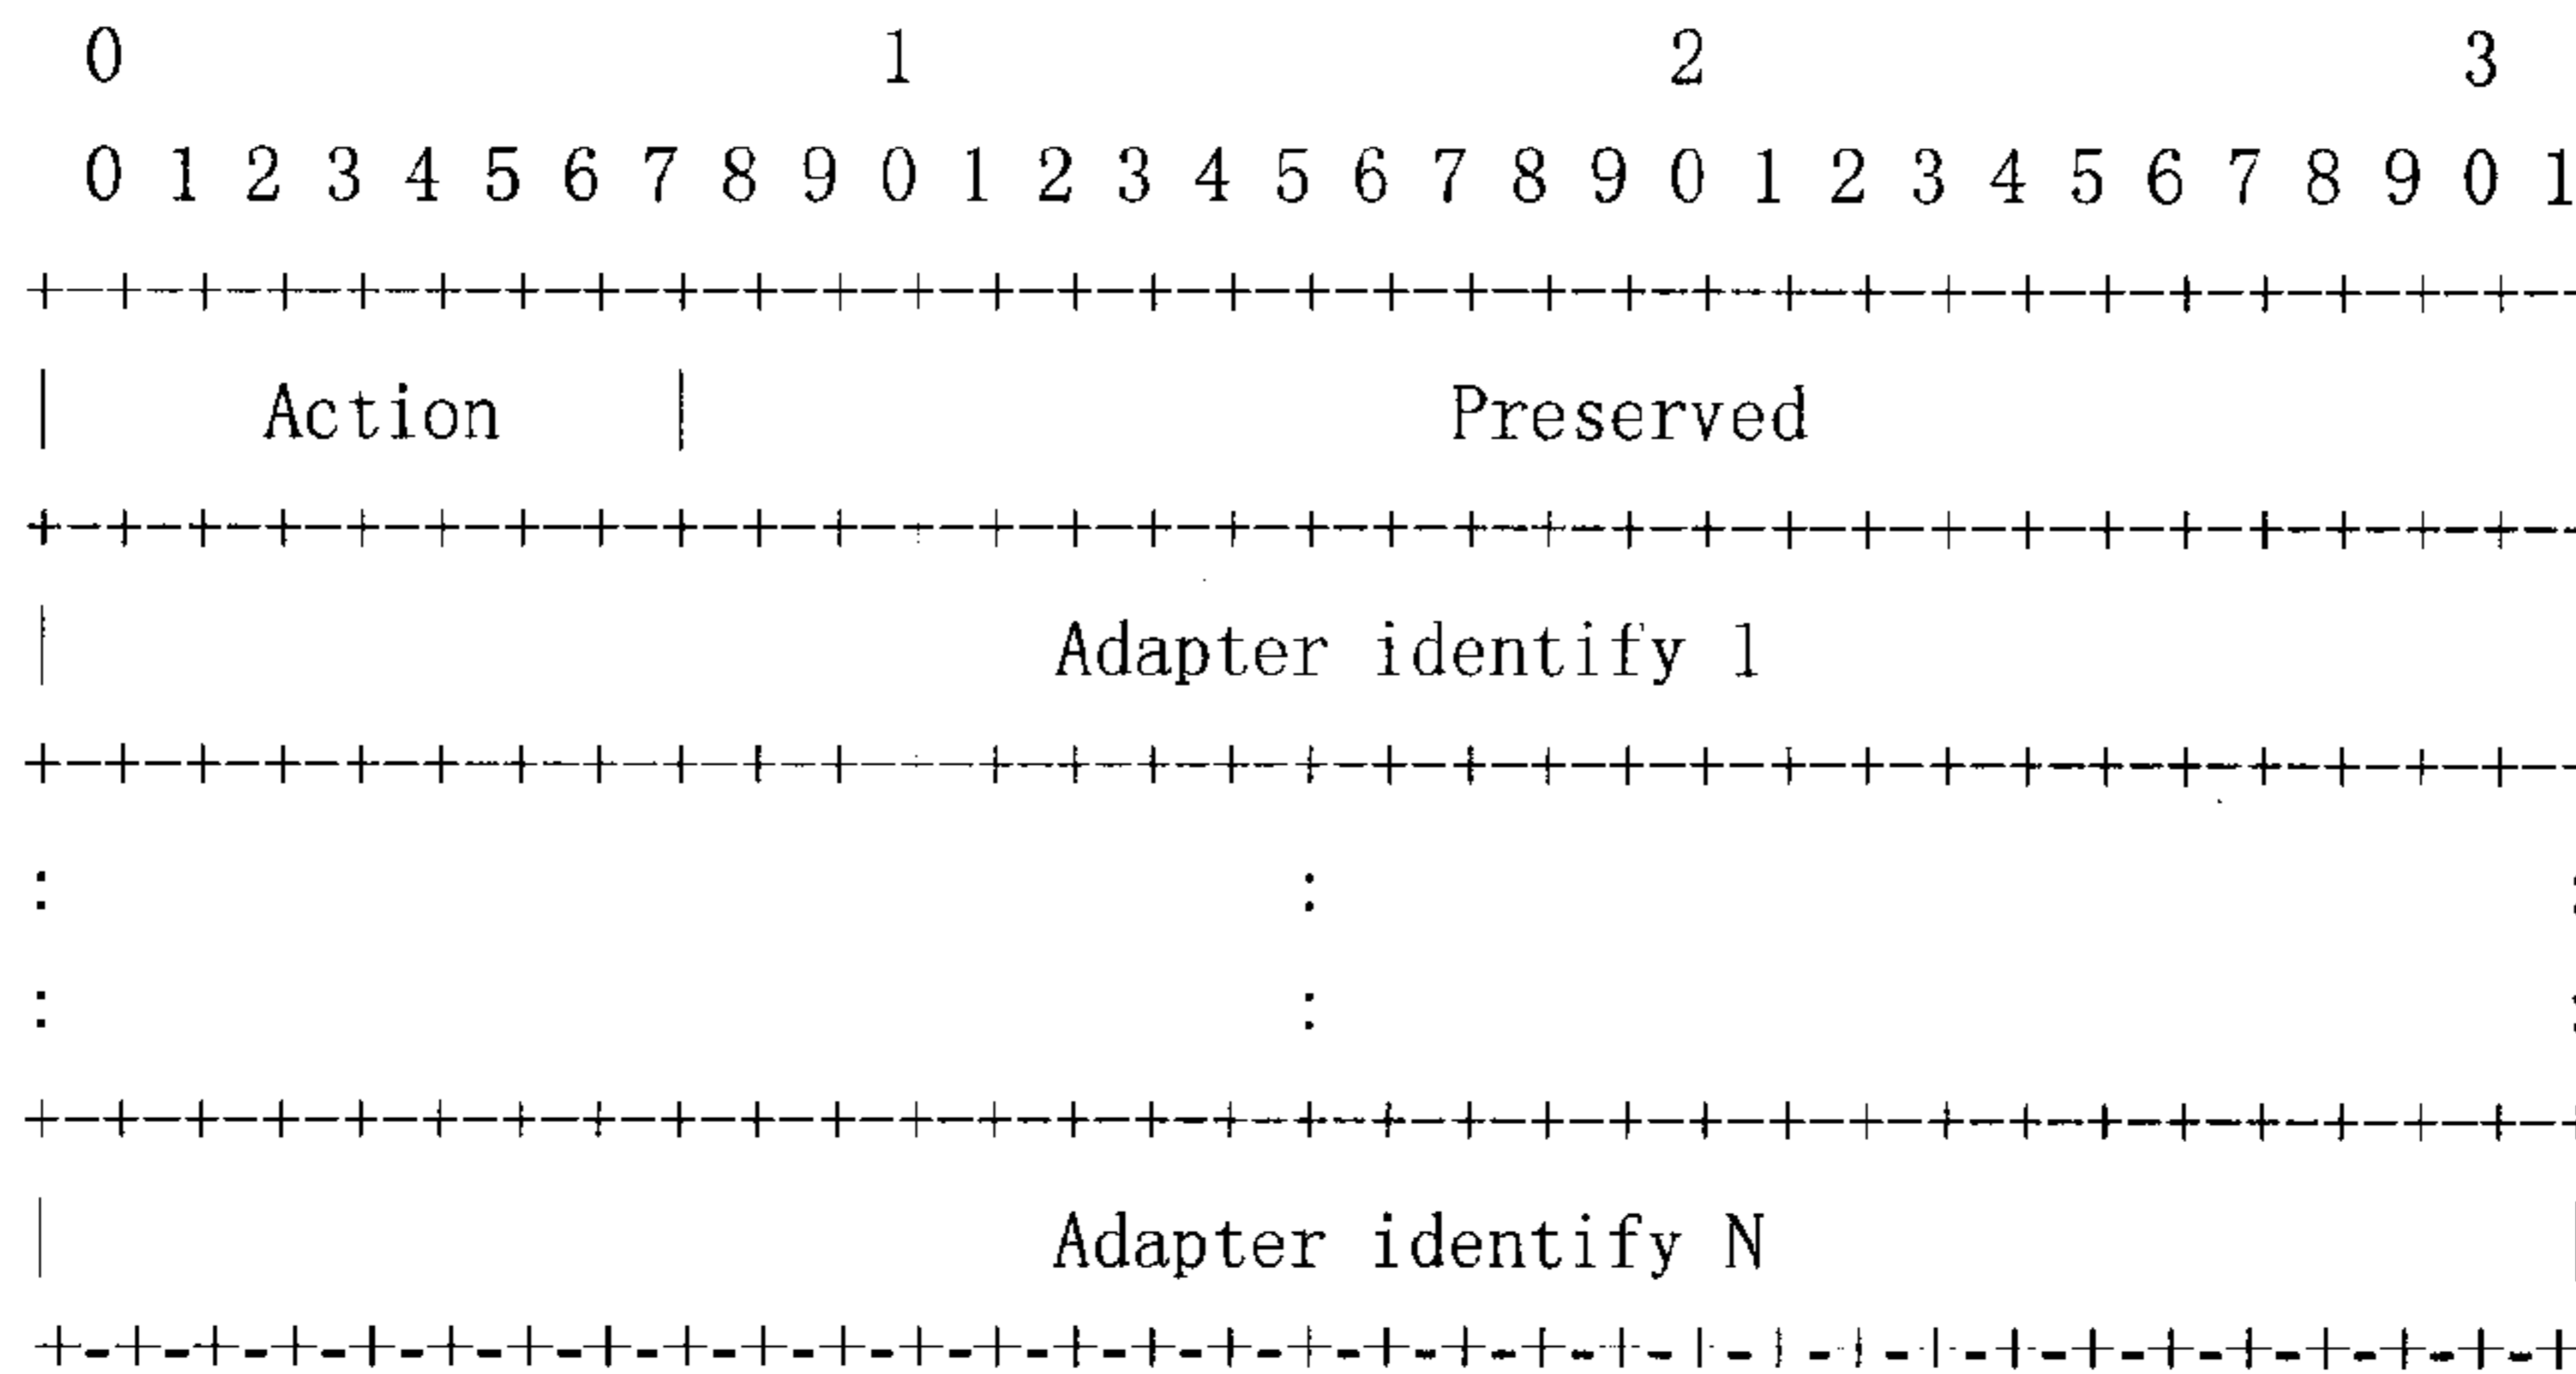 0 1 2 3
0 1 2 3 4 5 6 7 8 9 0 1 2 3 4 5 6 7 8 9 0 1 2 3 4 5 6 7 8 9 0 1
Action Preserved
Adapter identify 1
: : :
: : :
Adapter identify N